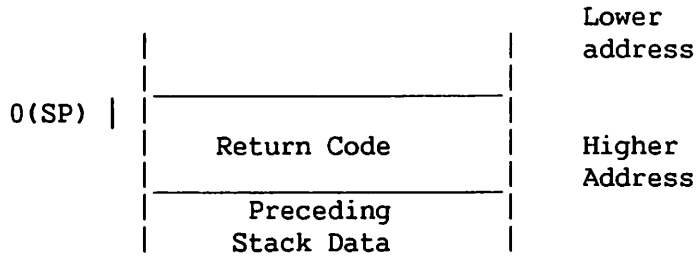 Lower
address
0(SP)
Return Code
Higher
Address
Preceding
Stack Data